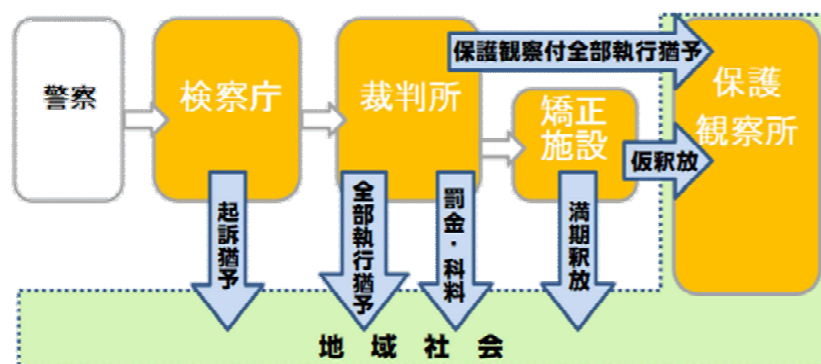 警察
検察庁
裁判所
保護観察付全部執行猶予
保護
観察所
矯正
施設
仮釈放
起訴猶予
全部執行猶予
罰金・科料
満期釈放
地域社会